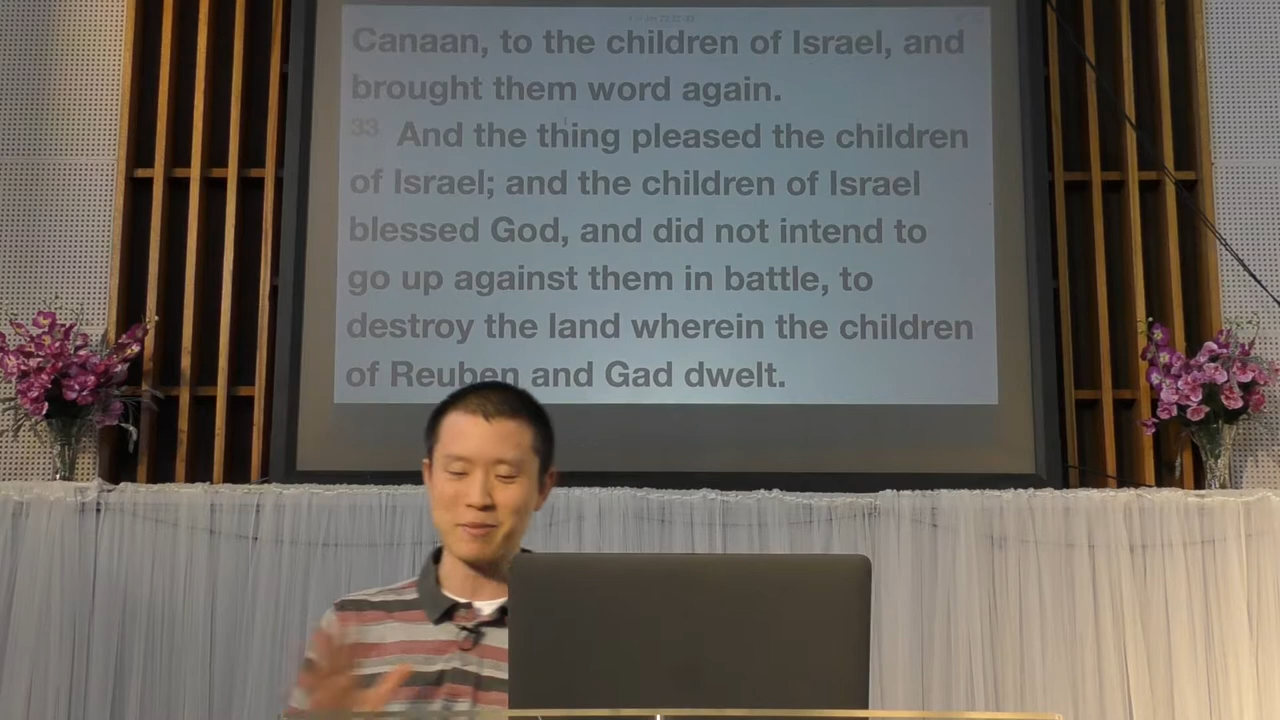 Canaan, to the children of Israel, and
brought them word again.
33 And the thing pleased the children
of Israel; and the children of Israel
blessed God, and did not intend to
go up against them in battle, to
destroy the land wherein the children
of Reuben and Gad dwelt.